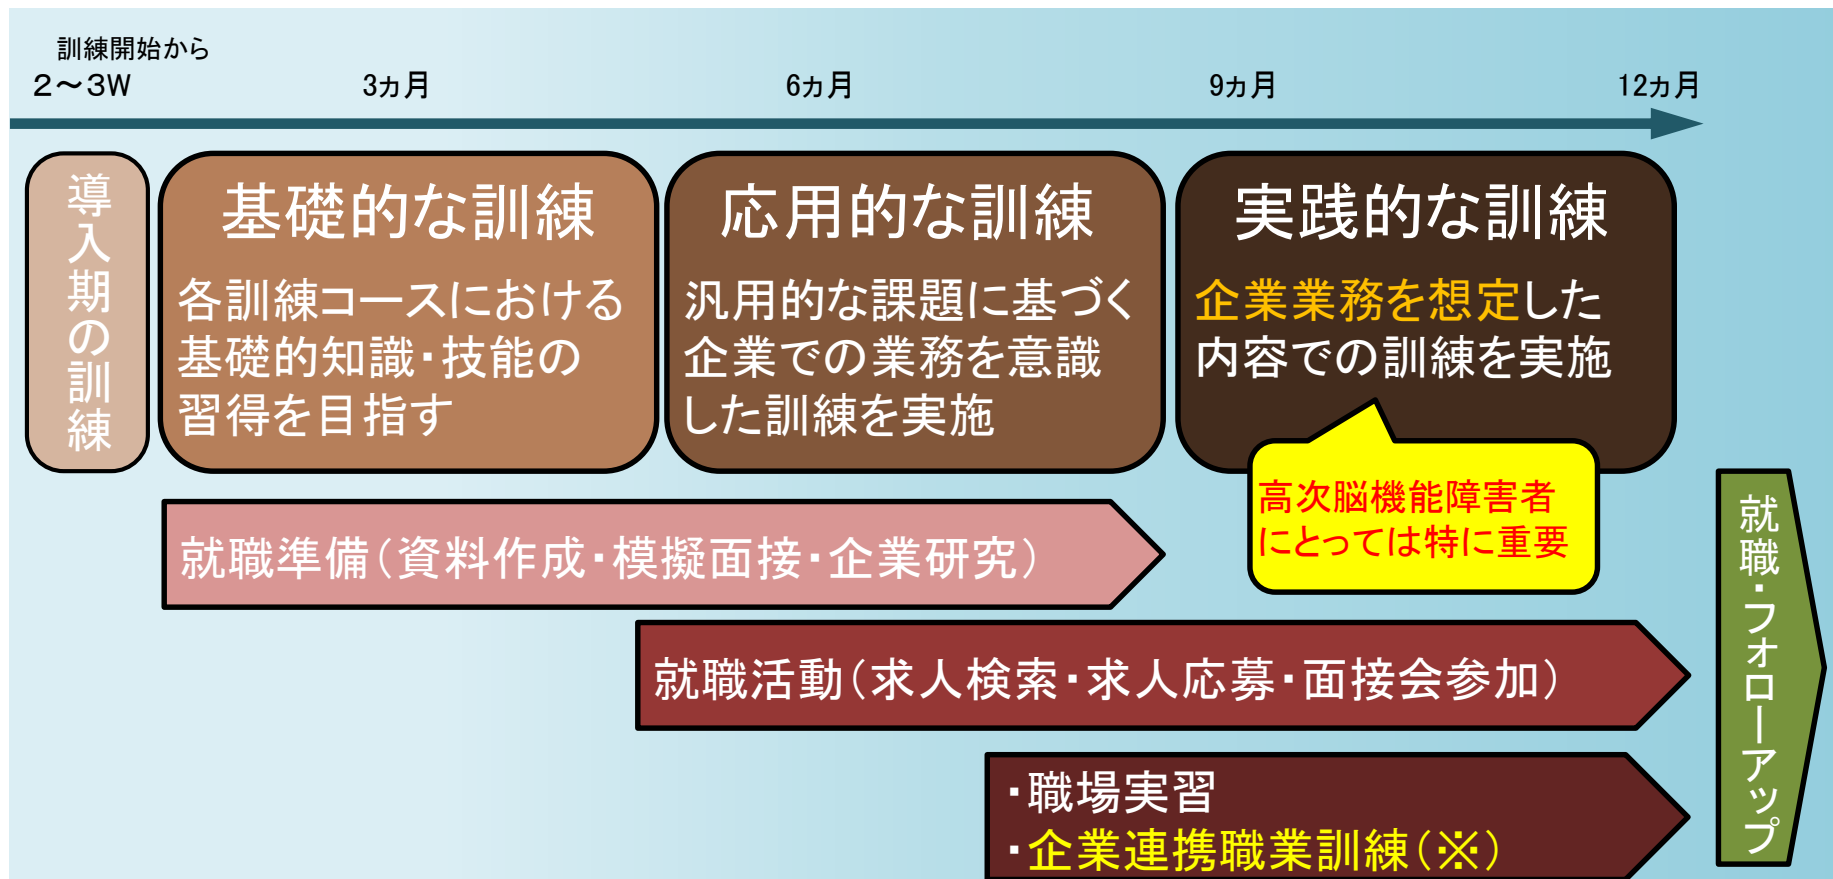 訓練開始から
２～３W
3ヵ月
6ヵ月
9ヵ月
12ヵ月
導入期の訓練
基礎的な訓練
各訓練コースにおける
基礎的知識・技能の
習得を目指す
応用的な訓練
汎用的な課題に基づく
企業での業務を意識
した訓練を実施
実践的な訓練
企業業務を想定した
内容での訓練を実施
高次脳機能障害者
にとっては特に重要
就職準備（資料作成・模擬面接・企業研究）
就職活動（求人検索・求人応募・面接会参加）
・職場実習
・企業連携職業訓練（※）
就職・フォローアップ